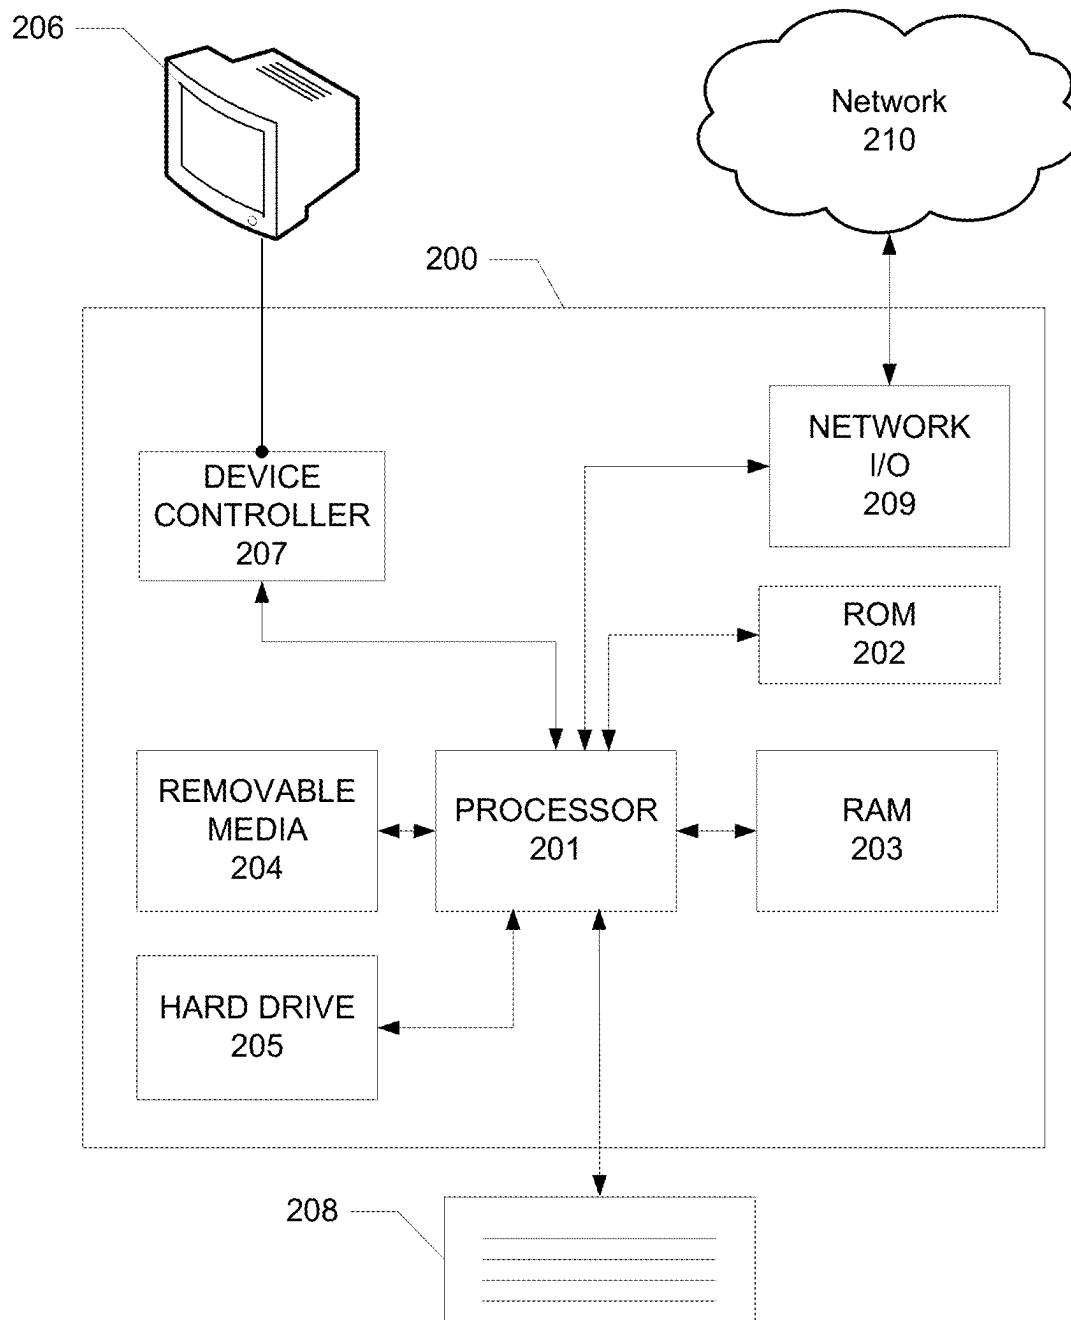 206
Network
210
200
NETWORK
I/O
209
DEVICE
CONTROLLER
207
ROM
202
REMOVABLE
MEDIA
204
PROCESSOR
201
RAM
203
HARD DRIVE
205
208